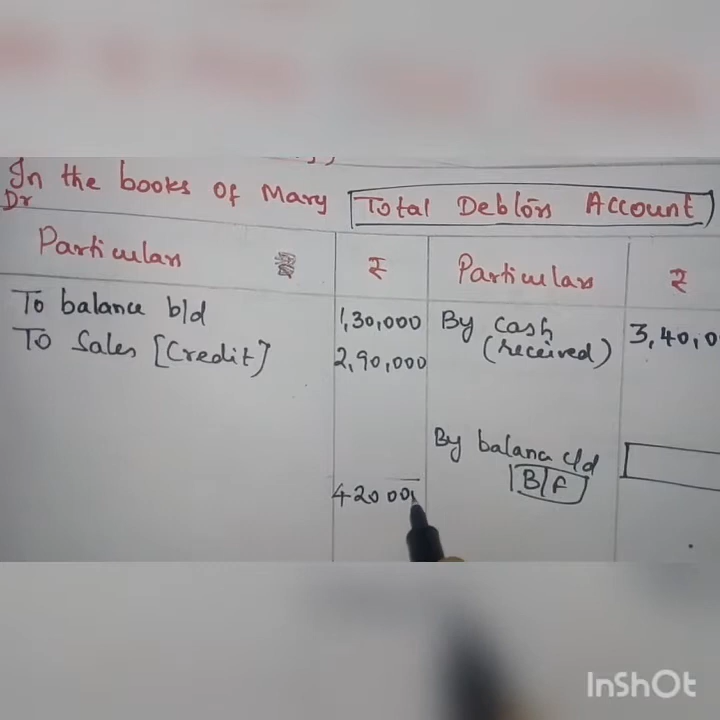 In the books of Mary Total Debtors Account
Dr
Particulars ₹ Particulars ₹
To balance b/d 1,30,000 By cash (received) 3,40,0
To Sales [Credit] 2,90,000
By balance c/d
B/f
42000
InShOt